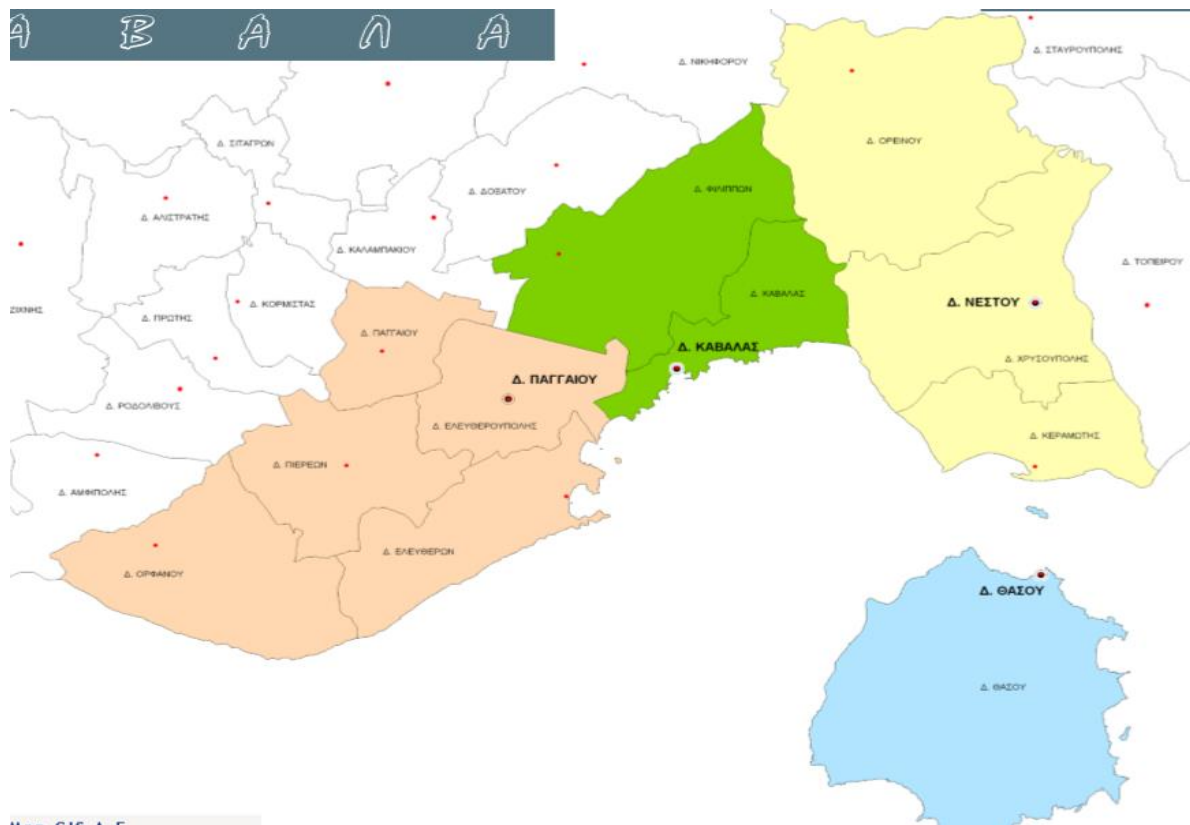 Α Β Α Λ Α
Δ. ΣΤΑΥΡΟΥΠΟΛΗΣ
Δ. ΝΙΚΗΦΟΡΟΥ
Δ. ΣΙΤΑΓΡΩΝ
Δ. ΟΡΕΙΝΟΥ
Δ. ΔΟΞΑΤΟΥ
Δ. ΦΙΛΙΠΠΩΝ
Δ. ΑΛΙΣΤΡΑΤΗΣ
Δ. ΚΑΛΑΜΠΑΚΙΟΥ
Δ. ΤΟΠΕΙΡΟΥ
Δ. ΚΑΒΑΛΑΣ
Δ. ΚΟΡΜΙΣΤΑΣ
Δ. ΝΕΣΤΟΥ
ΖΙΧΝΗΣ
Δ. ΠΡΩΤΗΣ
Δ. ΠΑΓΓΑΙΟΥ
Δ. ΚΑΒΑΛΑΣ
Δ. ΧΡΥΣΟΥΠΟΛΗΣ
Δ. ΠΑΓΓΑΙΟΥ
Δ. ΡΟΔΟΛΙΒΟΥΣ
Δ. ΕΛΕΥΘΕΡΟΥΠΟΛΗΣ
Δ. ΚΕΡΑΜΩΤΗΣ
Δ. ΠΙΕΡΕΩΝ
Δ. ΑΜΦΙΠΟΛΗΣ
Δ. ΕΛΕΥΘΕΡΩΝ
Δ. ΟΡΦΑΝΟΥ
Δ. ΘΑΣΟΥ
Δ. ΘΑΣΟΥ